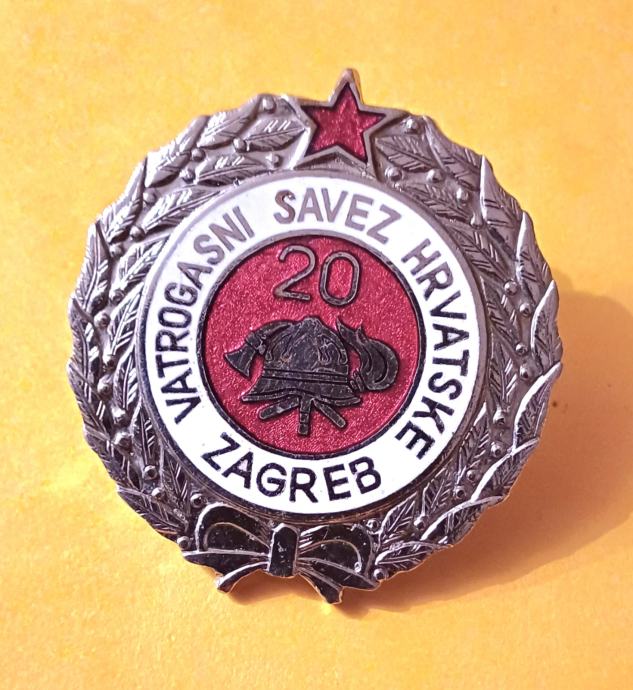 VATROGASNI SAVEZ HRVATSKE
20
ZAGREB